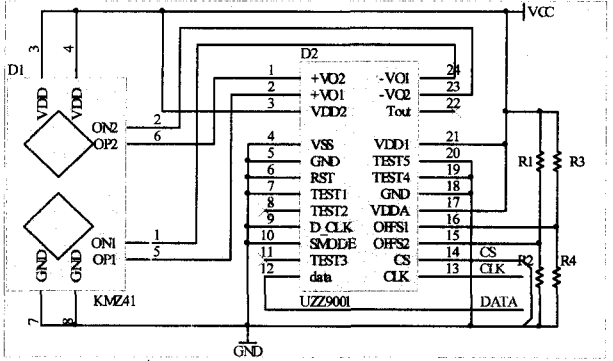 VCC
3
4
D1
D2
VDD
VDD
ON2
2
OP2
6
ON1
1
OP1
5
GND
GND
7
8
KMZ41
1 +VO2 -VO1 24
2 +VO1 -VO2 23
3 VDD2 Tout 22
4 VSS VDD1 21
5 GND TEST5 20
6 RST TEST4 19
7 TEST1 GND 18
8 TEST2 VDDA 17
9 D_CLK OFFS1 16
10 SMODE OFFS2 15
11 TEST3 CS 14 CS
12 data CLK 13 CLK
UZZ9001
DATA
R1
R3
R2
R4
GND